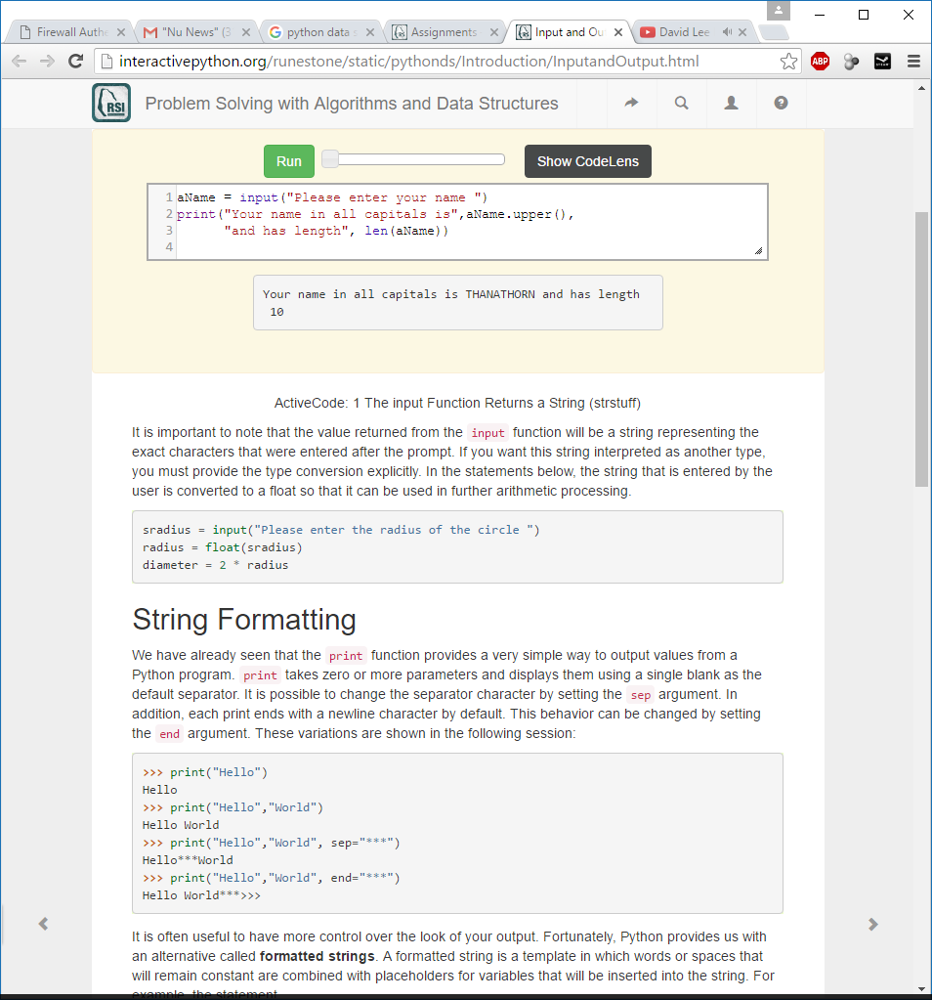 Firewall Authe
"Nu News" (3
python data s
Assignments
Input and Ou
David Lee
interactivepython.org/runestone/static/pythonds/Introduction/InputandOutput.html
ABP
RSI
Problem Solving with Algorithms and Data Structures
Run
Show CodeLens
1 aName = input("Please enter your name ")
2 print("Your name in all capitals is",aName.upper(),
3 "and has length", len(aName))
4
Your name in all capitals is THANATHORN and has length
10
ActiveCode: 1 The input Function Returns a String (strstuff)
It is important to note that the value returned from the input function will be a string representing the
exact characters that were entered after the prompt. If you want this string interpreted as another type,
you must provide the type conversion explicitly. In the statements below, the string that is entered by the
user is converted to a float so that it can be used in further arithmetic processing.
sradius = input("Please enter the radius of the circle ")
radius = float(sradius)
diameter = 2 * radius
String Formatting
We have already seen that the print function provides a very simple way to output values from a
Python program. print takes zero or more parameters and displays them using a single blank as the
default separator. It is possible to change the separator character by setting the sep argument. In
addition, each print ends with a newline character by default. This behavior can be changed by setting
the end argument. These variations are shown in the following session:
>>> print("Hello")
Hello
>>> print("Hello","World")
Hello World
>>> print("Hello","World", sep="***")
Hello***World
>>> print("Hello","World", end="***")
Hello World***>>>
It is often useful to have more control over the look of your output. Fortunately, Python provides us with
an alternative called formatted strings. A formatted string is a template in which words or spaces that
will remain constant are combined with placeholders for variables that will be inserted into the string. For
example, the statement